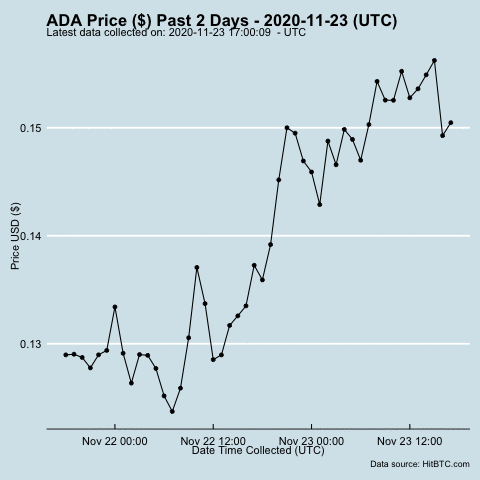 ADA Price ($) Past 2 Days - 2020-11-23 (UTC)
Latest data collected on: 2020-11-23 17:00:09 - UTC
0.15
0.14
0.13
Price USD ($)
Nov 22 00:00 Nov 22 12:00 Nov 23 00:00 Nov 23 12:00
Date Time Collected (UTC)
Data source: HitBTC.com